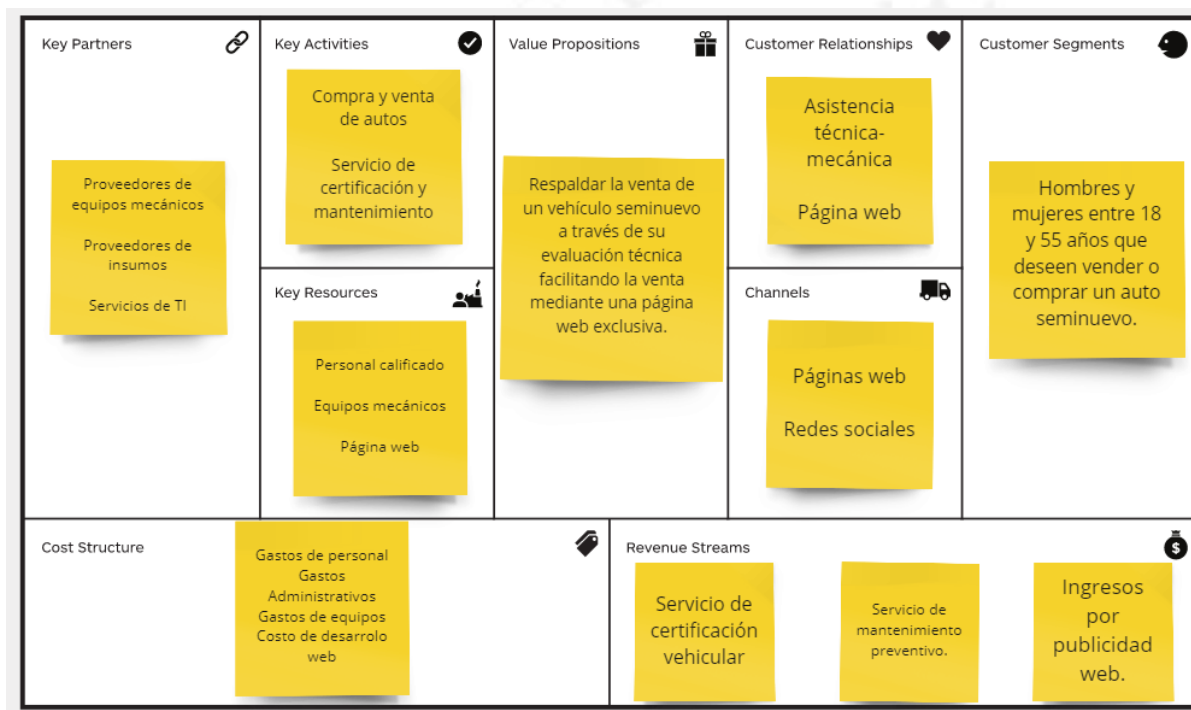 Key Partners
Proveedores de
equipos mecánicos
Proveedores de
insumos
Servicios de TI
Key Activities
Compra y venta
de autos
Servicio de
certificación y
mantenimiento
Key Resources
Personal calificado
Equipos mecánicos
Página web
Value Propositions
Respaldar la venta de
un vehículo seminuevo
a través de su
evaluación técnica
facilitando la venta
mediante una página
web exclusiva.
Customer Relationships
Asistencia
técnica-
mecánica
Página web
Channels
Páginas web
Redes sociales
Customer Segments
Hombres y
mujeres entre 18
y 55 años que
deseen vender o
comprar un auto
seminuevo.
Cost Structure
Gastos de personal
Gastos
Administrativos
Gastos de equipos
Costo de desarrolo
web
Revenue Streams
Servicio de
certificación
vehicular
Servicio de
mantenimiento
preventivo.
Ingresos
por
publicidad
web.
$